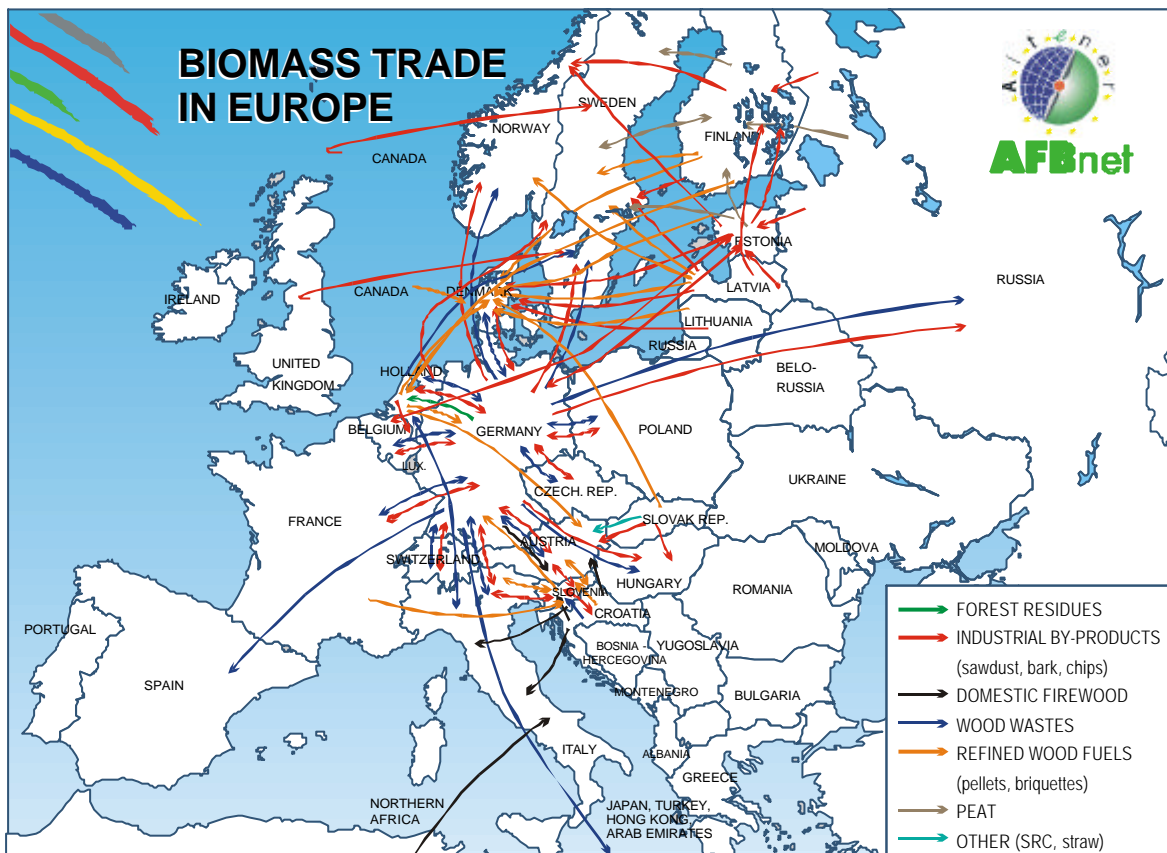 BIOMASS TRADE
IN EUROPE
Altener
AFBnet
SWEDEN
NORWAY
FINLAND
CANADA
ESTONIA
RUSSIA
IRELAND
CANADA
DENMARK
LATVIA
LITHUANIA
RUSSIA
UNITED
KINGDOM
HOLLAND
BELO-
RUSSIA
BELGIUM
GERMANY
POLAND
LUX.
UKRAINE
CZECH. REP.
FRANCE
SLOVAK REP.
AUSTRIA
MOLDOVA
SWITZERLAND
HUNGARY
ROMANIA
SLOVENIA
CROATIA
PORTUGAL
BOSNIA -
HERCEGOVINA
YUGOSLAVIA
SPAIN
MONTENEGRO
BULGARIA
ITALY
ALBANIA
GREECE
NORTHERN
AFRICA
JAPAN, TURKEY,
HONG KONG,
ARAB EMIRATES
FOREST RESIDUES
INDUSTRIAL BY-PRODUCTS
(sawdust, bark, chips)
DOMESTIC FIREWOOD
WOOD WASTES
REFINED WOOD FUELS
(pellets, briquettes)
PEAT
OTHER (SRC, straw)